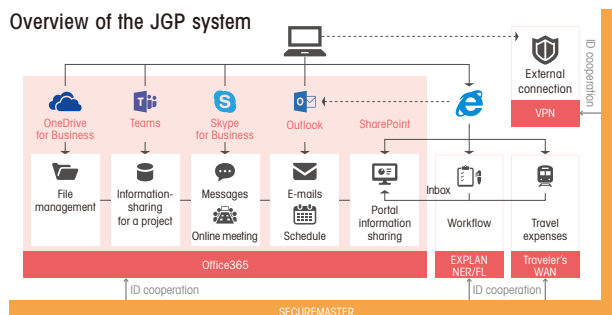 Overview of the JGP system
External
connection
VPN
ID cooperation
OneDrive
for Business
Teams
Skype
for Business
Outlook
SharePoint
File
management
Information-
sharing
for a project
Messages
Online meeting
E-mails
Schedule
Portal
information
sharing
Inbox
Workflow
Travel
expenses
Office365
EXPLAN
NER/FL
Traveler's
WAN
ID cooperation
ID cooperation
SECUREMASTER